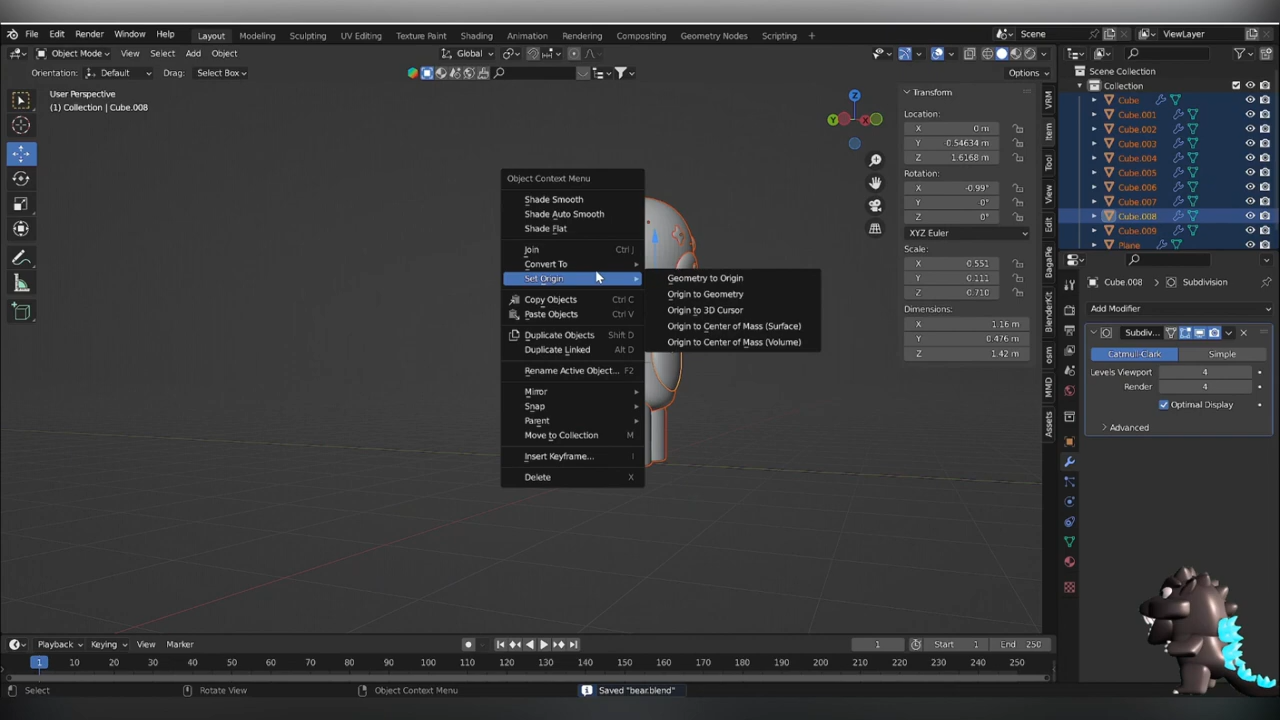 File Edit Render Window Help Layout Modeling Sculpting UV Editing Texture Paint Shading Animation Rendering Compositing Geometry Nodes Scripting + Scene ViewLayer
Object Mode View Select Add Object Global
Orientation: Default Drag: Select Box Options
User Perspective
(1) Collection | Cube.008
Z
Y X
Transform
Location:
X 0 m
Y 0.54634 m
Z 1.6168 m
Rotation:
X -0.99°
Y 0°
Z 0°
XYZ Euler
Scale:
X 0.551
Y 0.111
Z 0.710
Dimensions:
X 1.16 m
Y 0.476 m
Z 1.42 m
VRM
Item
Tool
View
Edit
BagaPie
BlenderKit
osm
MMD
Assets
Scene Collection
Collection
Cube
Cube.001
Cube.002
Cube.003
Cube.004
Cube.005
Cube.006
Cube.007
Cube.008
Cube.009
Plane
Cube.008 > Subdivision
Add Modifier
Subdiv...
Catmull-Clark Simple
Levels Viewport 4
Render 4
Optimal Display
Advanced
Object Context Menu
Shade Smooth
Shade Auto Smooth
Shade Flat
Join Ctrl J
Convert To
Set Origin
Copy Objects Ctrl C
Paste Objects Ctrl V
Duplicate Objects Shift D
Duplicate Linked Alt D
Rename Active Object... F2
Mirror
Snap
Parent
Move to Collection M
Insert Keyframe... I
Delete X
Geometry to Origin
Origin to Geometry
Origin to 3D Cursor
Origin to Center of Mass (Surface)
Origin to Center of Mass (Volume)
Playback Keying View Marker 1 Start 1 End 250
1 10 20 30 40 50 60 70 80 90 100 110 120 130 140 150 160 170 180 190 200 210 220 230 240 250
Select Rotate View Object Context Menu Saved "bear.blend"